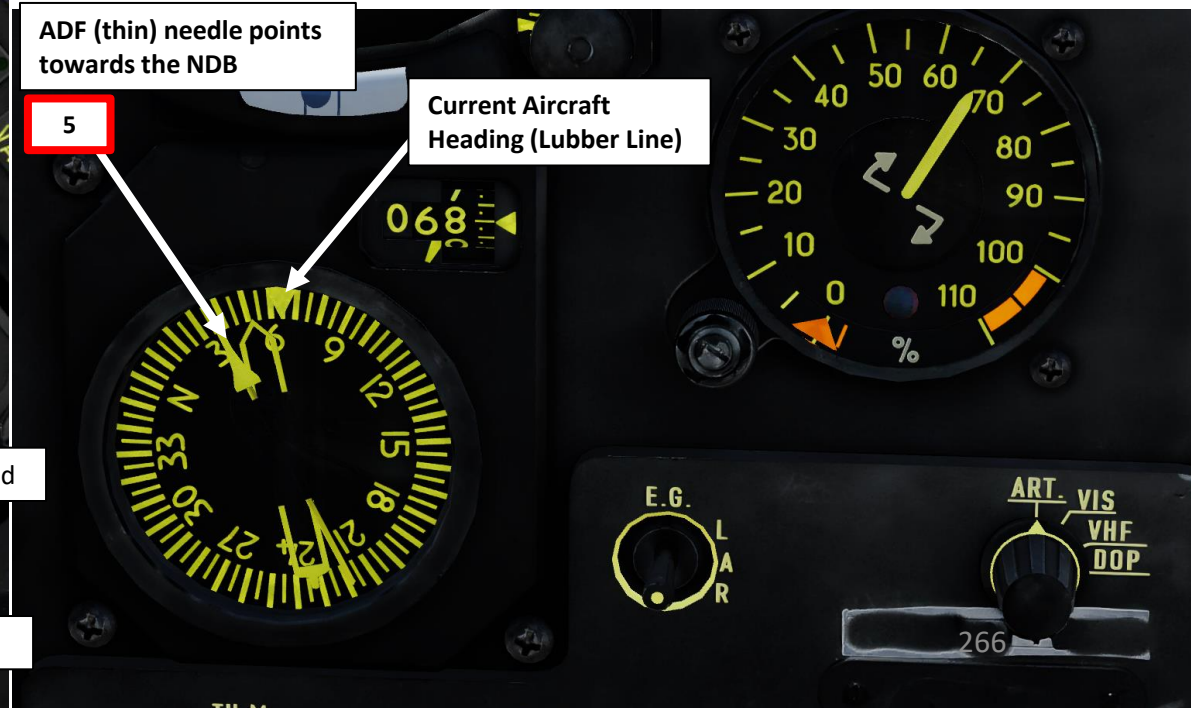 ADF (thin) needle points
towards the NDB
5
Current Aircraft
Heading (Lubber Line)
068
3
6
9
12
15
18
21
24
27
30
33
N
0
10
20
30
40
50
60
70
80
90
100
110
%
d
E.G.
L
A
R
ART.
VIS
VHF
DOP
266